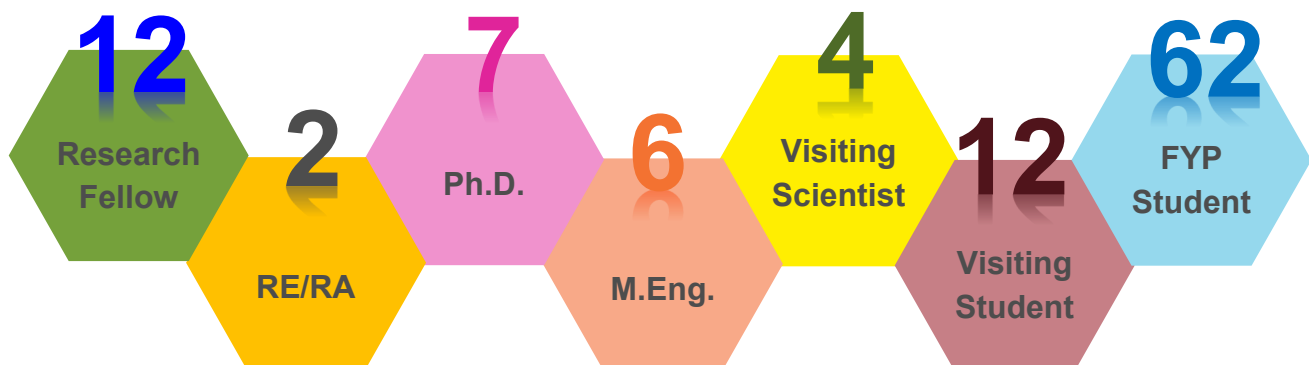 12
Research
Fellow
2
RE/RA
7
Ph.D.
6
M.Eng.
4
Visiting
Scientist
12
Visiting
Student
62
FYP
Student